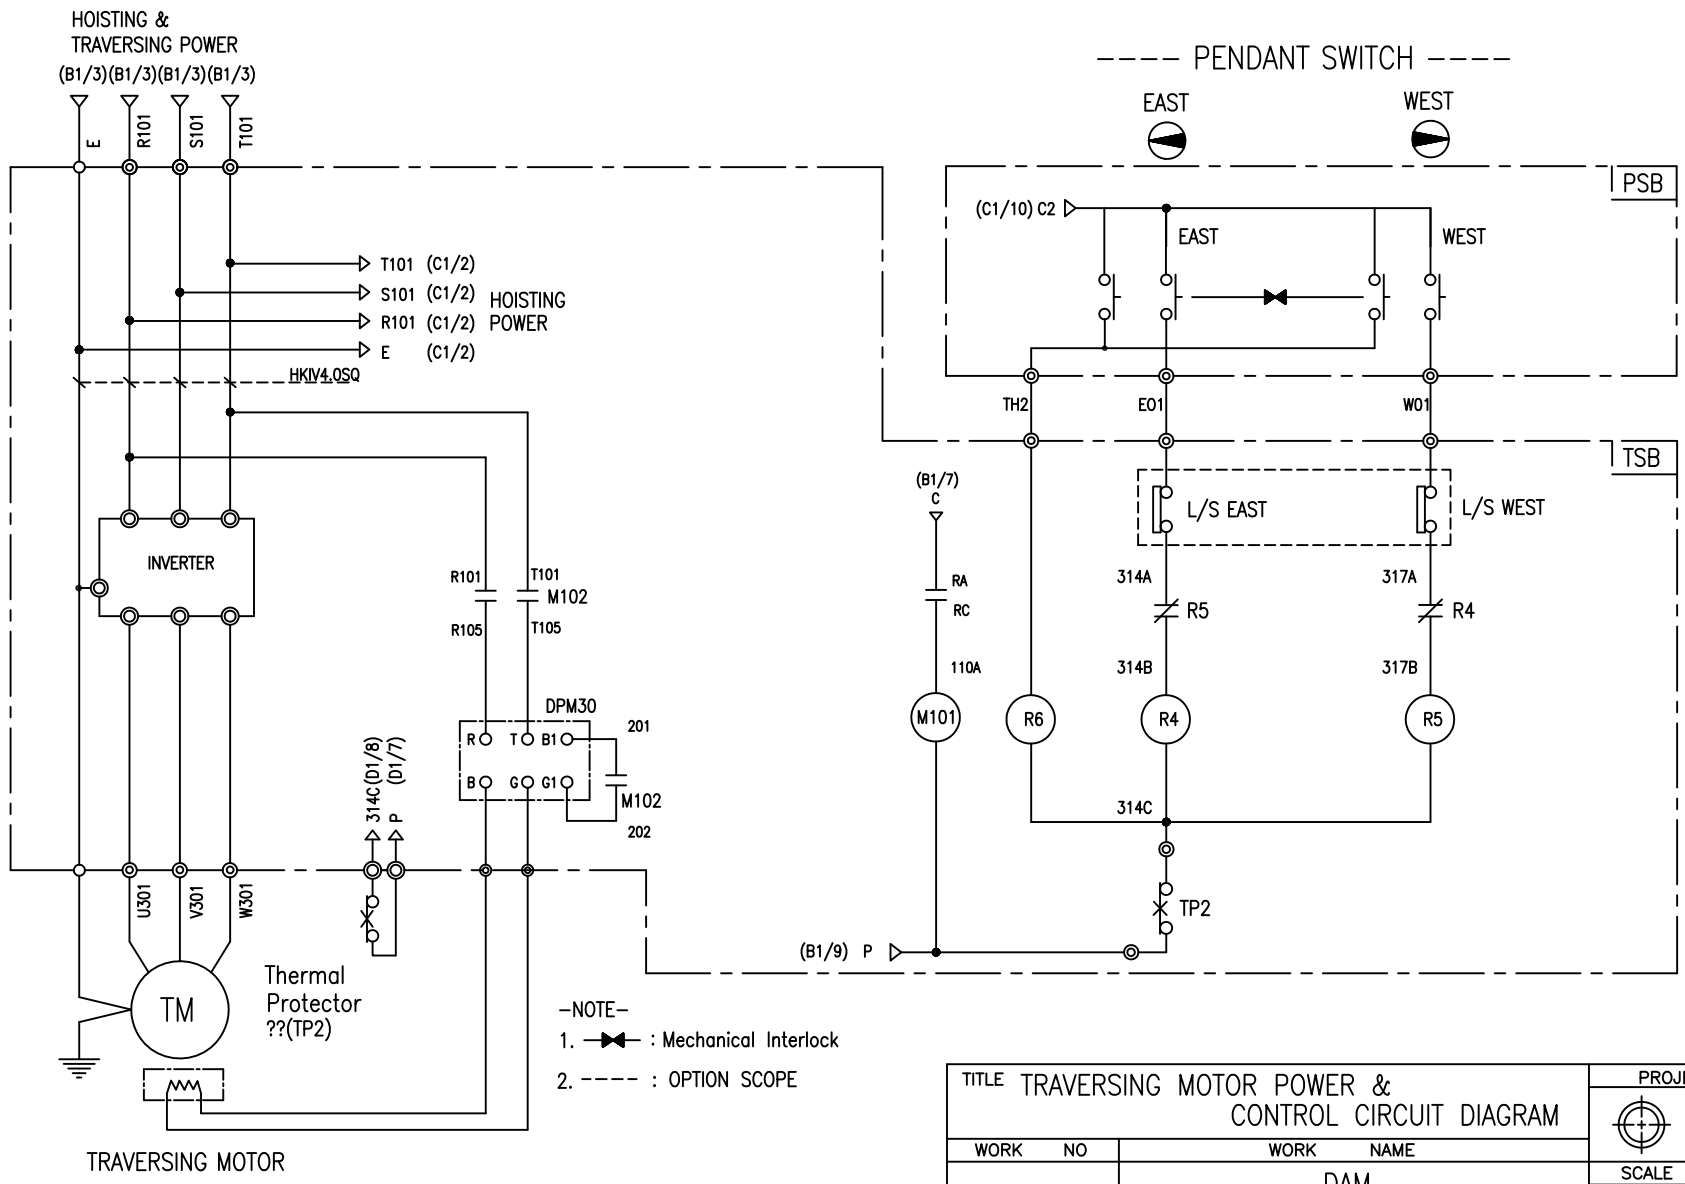 HOISTING &
TRAVERSING POWER
(B1/3)(B1/3)(B1/3)(B1/3)
E
R101
S101
T101
T101 (C1/2)
S101 (C1/2)
R101 (C1/2)
E (C1/2)
HOISTING
POWER
HKIV4.0SQ
INVERTER
R101
T101
M102
R105
T105
DPM30
R T B1
B G G1
201
M102
202
314C(D1/8)
P (D1/7)
U301
V301
W301
TM
Thermal
Protector
??(TP2)
TRAVERSING MOTOR
-NOTE-
1. : Mechanical Interlock
2. ---- : OPTION SCOPE
---- PENDANT SWITCH ----
EAST
WEST
PSB
(C1/10) C2
EAST
WEST
TH2
E01
W01
TSB
(B1/7)
C
L/S EAST
L/S WEST
RA
RC
314A
317A
R5
R4
110A
314B
317B
M101
R6
R4
R5
314C
TP2
(B1/9) P
TITLE TRAVERSING MOTOR POWER &
CONTROL CIRCUIT DIAGRAM
PROJE
WORK NO
WORK NAME
SCALE
DAM